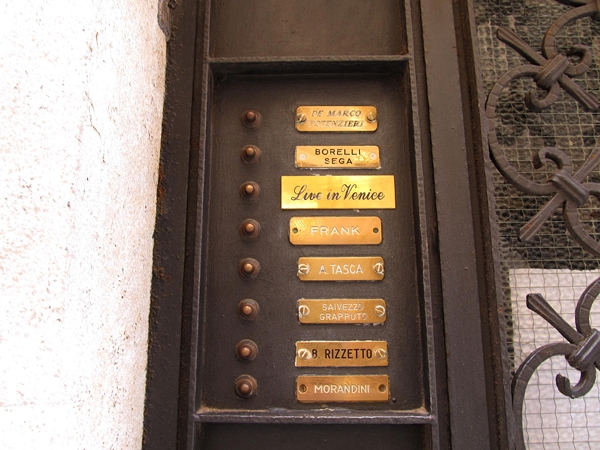 DE MARCO
POTENZIERI
BORELLI
SEGA
Live in Venice
FRANK
A. TASCA
SAIVEZZO
GRAPPUTO
B. RIZZETTO
MORANDINI